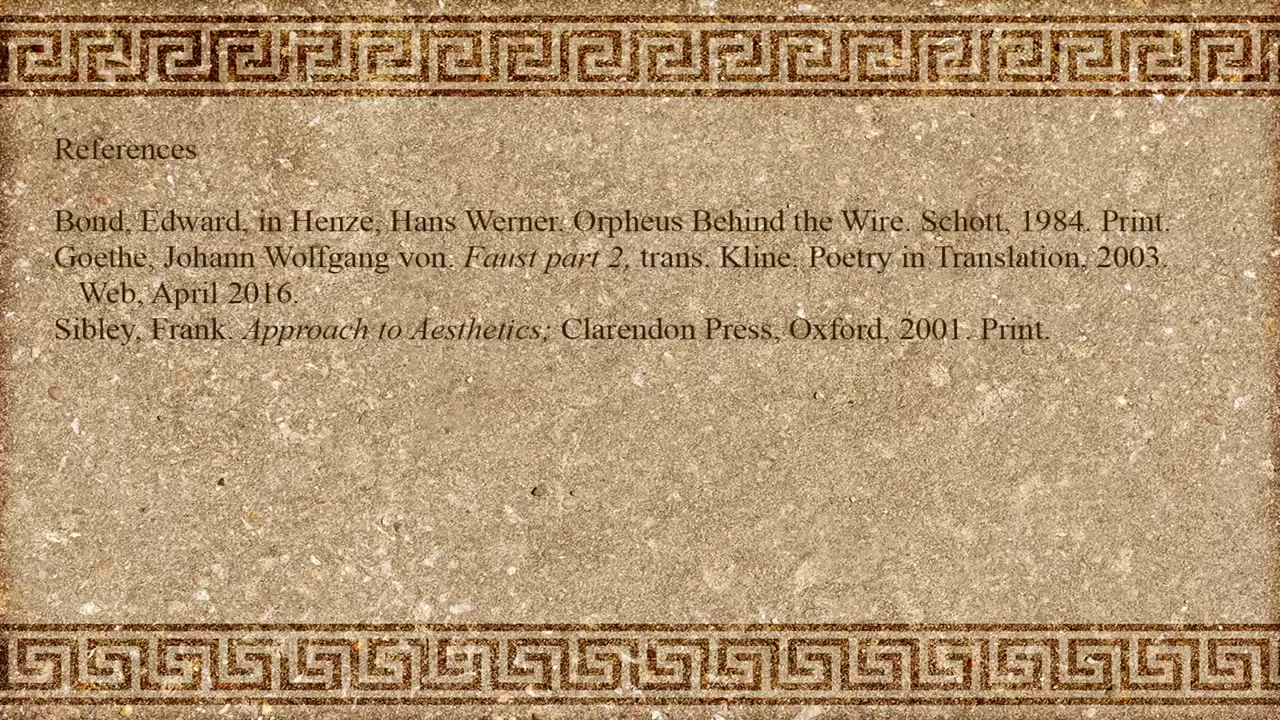 References
Bond, Edward, in Henze, Hans Werner. Orpheus Behind the Wire. Schott, 1984. Print.
Goethe, Johann Wolfgang von. Faust part 2, trans. Kline. Poetry in Translation, 2003.
Web, April 2016.
Sibley, Frank. Approach to Aesthetics; Clarendon Press, Oxford, 2001. Print.